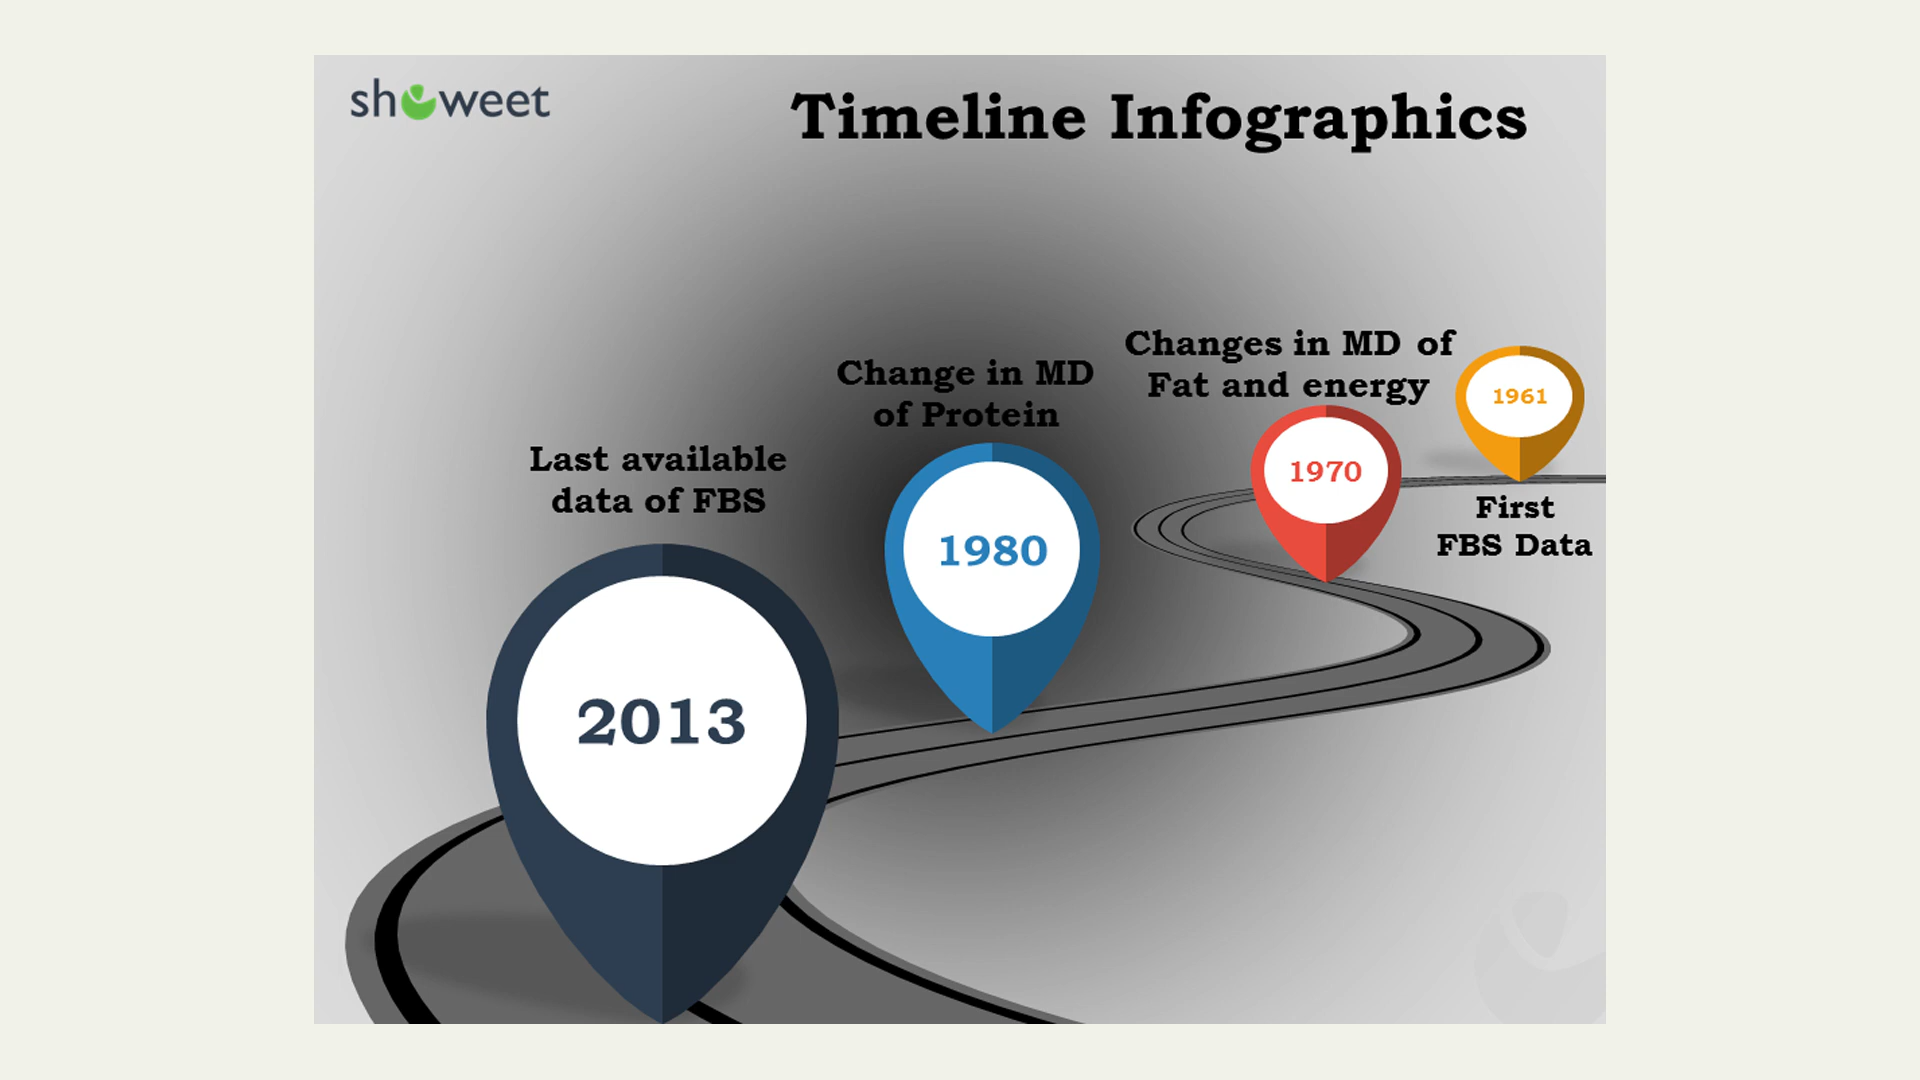 showeet
Timeline Infographics
Last available
data of FBS
2013
Change in MD
of Protein
1980
Changes in MD of
Fat and energy
1970
1961
First
FBS Data